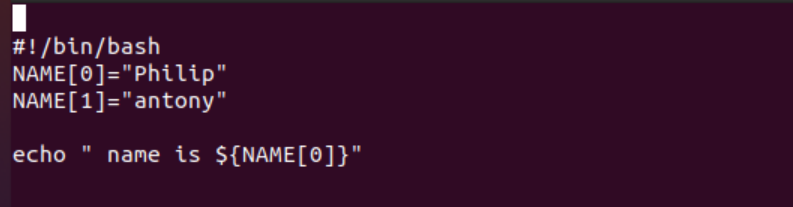 #!/bin/bash
NAME[0]="Philip"
NAME[1]="antony"
echo " name is ${NAME[0]}"